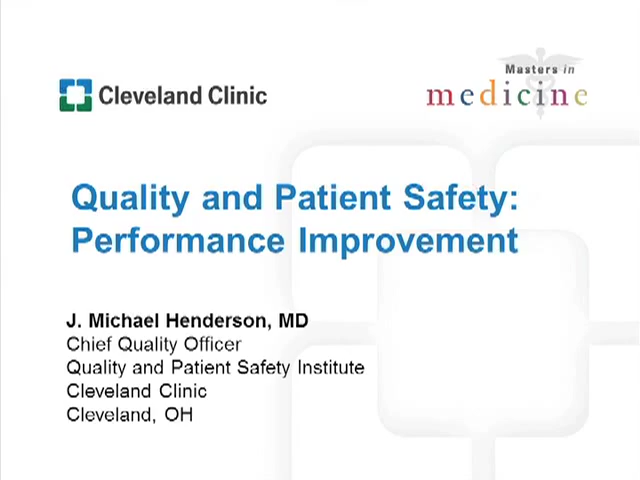 Cleveland Clinic
Masters in
medicine
Quality and Patient Safety:
Performance Improvement
J. Michael Henderson, MD
Chief Quality Officer
Quality and Patient Safety Institute
Cleveland Clinic
Cleveland, OH